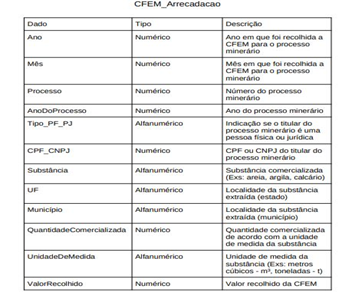 CFEM_Arrecadacao
Dado Tipo Descrição
Ano Numérico Ano em que foi recolhida a
CFEM para o processo
minerário
Mês Numérico Mês em que foi recolhida a
CFEM para o processo
minerário
Processo Numérico Número do processo
minerário
AnoDoProcesso Numérico Ano do processo minerário
Tipo_PF_PJ Alfanumérico Indicação se o titular do
processo minerário é uma
pessoa física ou jurídica
CPF_CNPJ Numérico CPF ou CNPJ do titular do
processo minerário
Substância Alfanumérico Substância comercializada
(Exs: areia, argila, calcário)
UF Alfanumérico Localidade da substância
extraída (estado)
Município Alfanumérico Localidade da substância
extraída (município)
QuantidadeComercializada Numérico Quantidade comercializada
de acordo com a unidade
de medida da substância
UnidadeDeMedida Alfanumérico Unidade de medida da
substância (Exs: metros
cúbicos - m³, toneladas - t)
ValorRecolhido Numérico Valor recolhido da CFEM